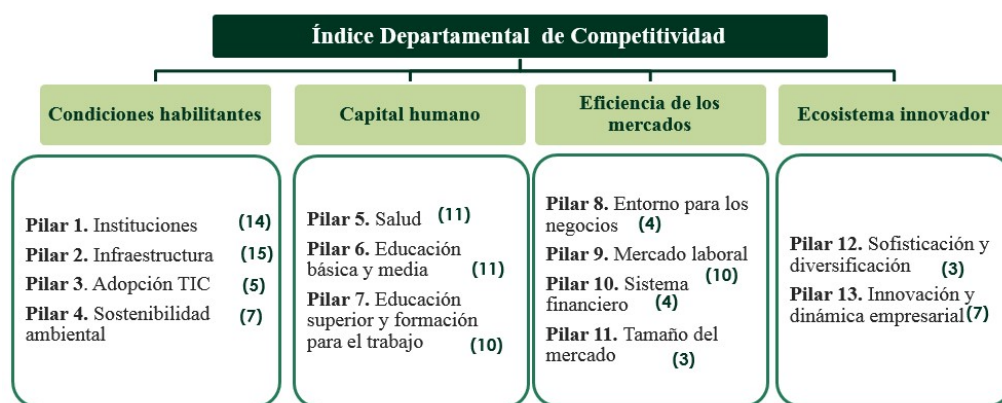 Índice Departamental de Competitividad
Condiciones habilitantes
Pilar 1. Instituciones (14)
Pilar 2. Infraestructura (15)
Pilar 3. Adopción TIC (5)
Pilar 4. Sostenibilidad (7)
ambiental
Capital humano
Pilar 5. Salud (11)
Pilar 6. Educación
básica y media (11)
Pilar 7. Educación
superior y formación
para el trabajo (10)
Eficiencia de los
mercados
Pilar 8. Entorno para los
negocios (4)
Pilar 9. Mercado laboral
Pilar 10. Sistema (10)
financiero (4)
Pilar 11. Tamaño del
mercado (3)
Ecosistema innovador
Pilar 12. Sofisticación y
diversificación (3)
Pilar 13. Innovación y
dinámica empresarial (7)